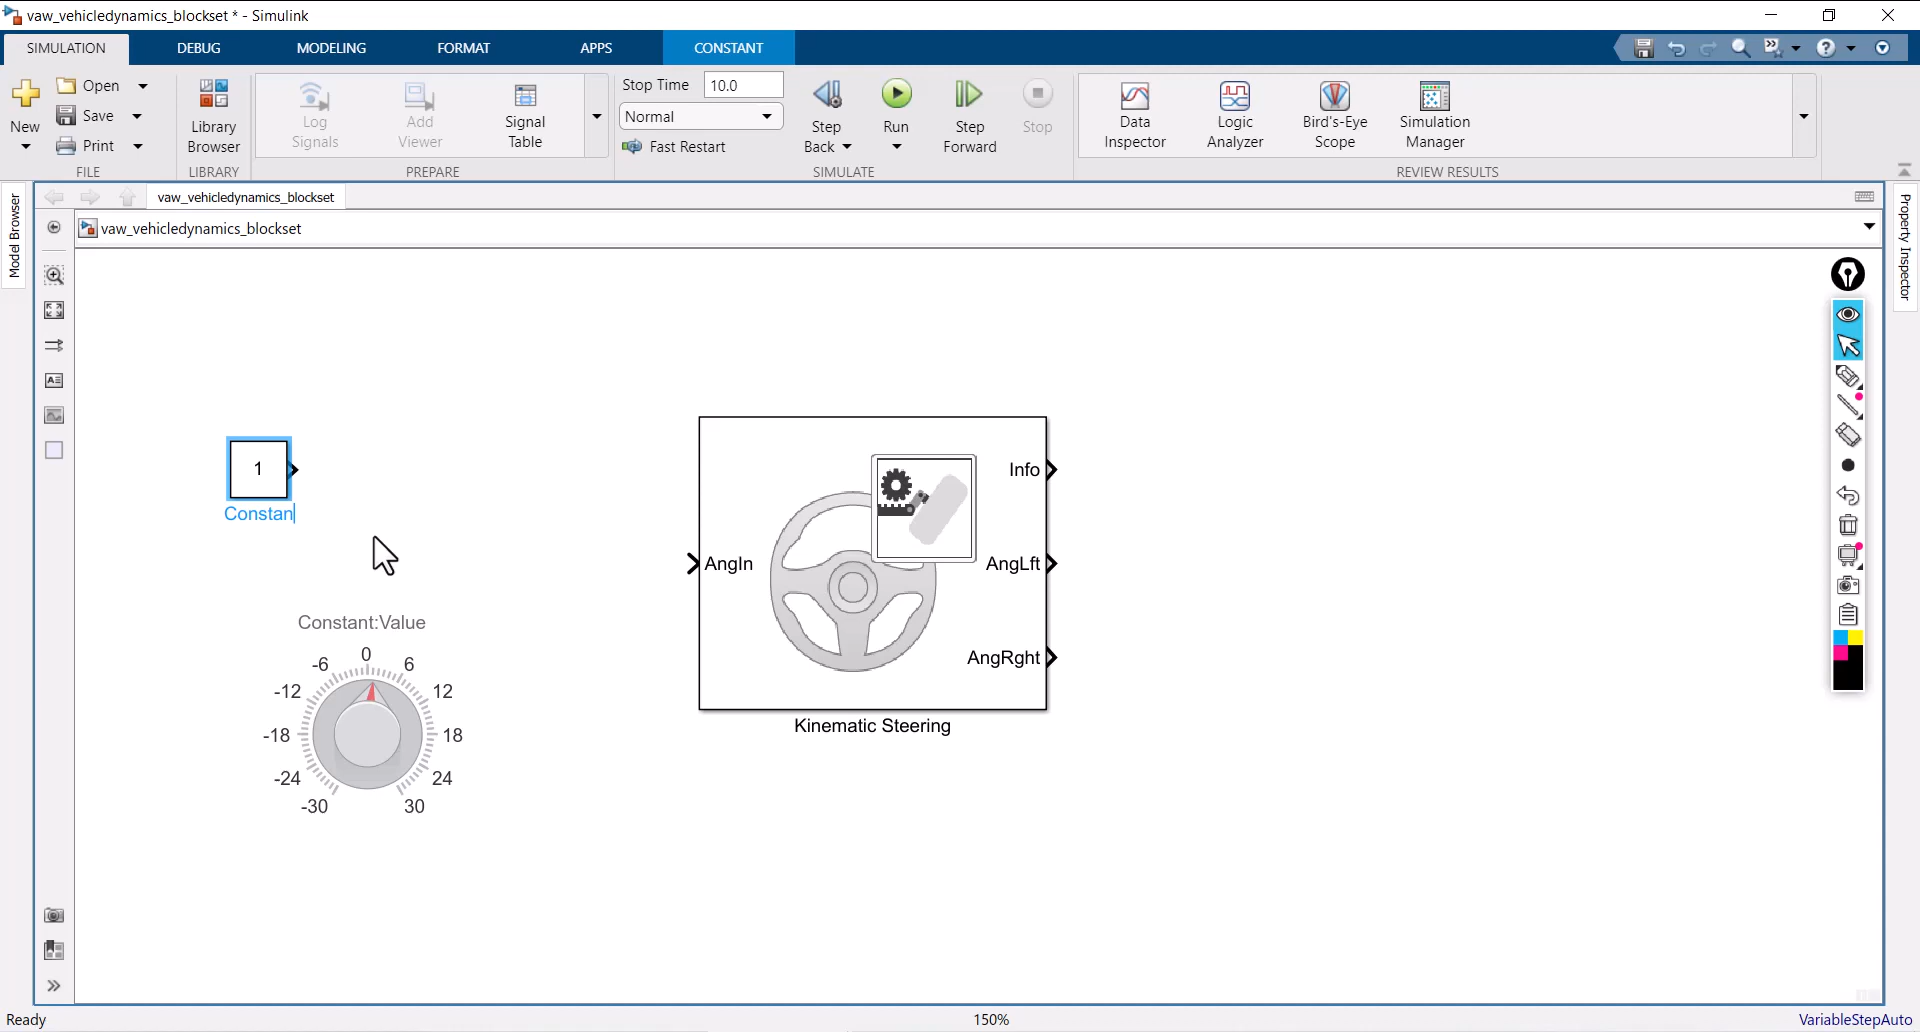 vaw_vehicledynamics_blockset * - Simulink
SIMULATION DEBUG MODELING FORMAT APPS CONSTANT
New
Open
Save
Print
FILE
Library
Browser
LIBRARY
Log
Signals
Add
Viewer
Signal
Table
PREPARE
Stop Time 10.0
Normal
Fast Restart
Step
Back
Run
Step
Forward
Stop
SIMULATE
Data
Inspector
Logic
Analyzer
Bird's-Eye
Scope
Simulation
Manager
REVIEW RESULTS
Model Browser
vaw_vehicledynamics_blockset
vaw_vehicledynamics_blockset
Property Inspector
1
Constan
Constant:Value
0
-6 6
-12 12
-18 18
-24 24
-30 30
AngIn
Info
AngLft
AngRght
Kinematic Steering
Ready
150%
VariableStepAuto